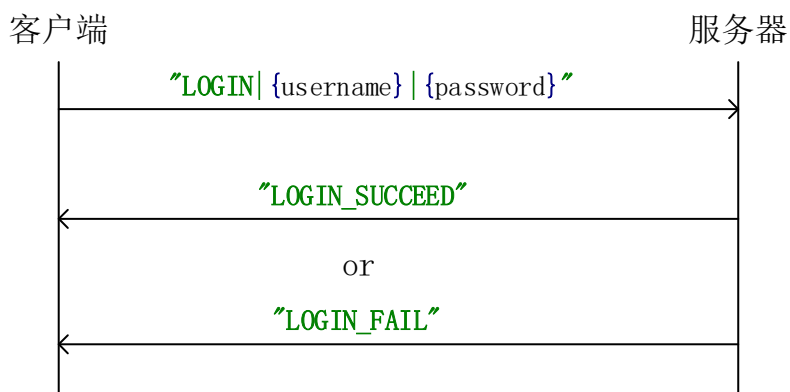 客户端 服务器
"LOGIN|{username}|{password}"
"LOGIN_SUCCEED"
or
"LOGIN_FAIL"